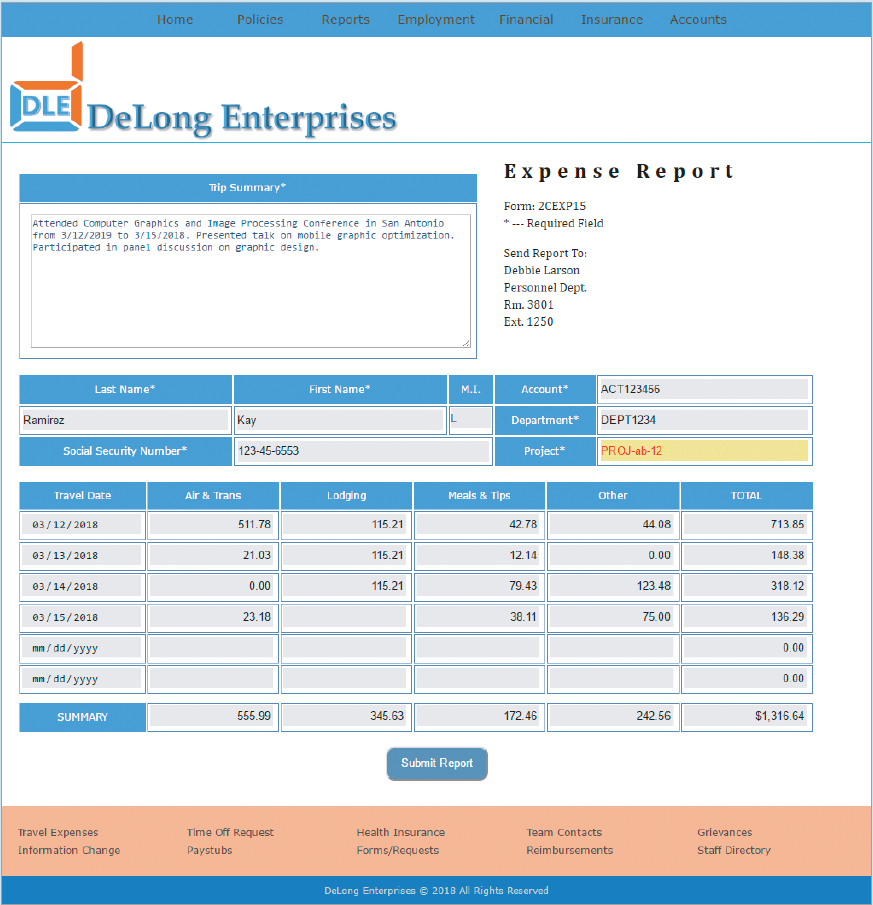 Home Policies Reports Employment Financial Insurance Accounts
DLE DeLong Enterprises
Expense Report
Form: 2CEXP15
* --- Required Field
Send Report To:
Debbie Larson
Personnel Dept.
Rm. 3801
Ext. 1250
Trip Summary*
Attended Computer Graphics and Image Processing Conference in San Antonio
from 3/12/2019 to 3/15/2018. Presented talk on mobile graphic optimization.
Participated in panel discussion on graphic design.
Last Name* First Name* M.I. Account* ACT123456
Ramirez Kay L Department* DEPT1234
Social Security Number* 123-45-6553 Project* PROJ-ab-12
Travel Date Air & Trans Lodging Meals & Tips Other TOTAL
03/12/2018 511.78 115.21 42.78 44.08 713.85
03/13/2018 21.03 115.21 12.14 0.00 148.38
03/14/2018 0.00 115.21 79.43 123.48 318.12
03/15/2018 23.18 38.11 75.00 136.29
mm/dd/yyyy 0.00
mm/dd/yyyy 0.00
SUMMARY 555.99 345.63 172.46 242.56 $1,316.64
Submit Report
Travel Expenses Time Off Request Health Insurance Team Contacts Grievances
Information Change Paystubs Forms/Requests Reimbursements Staff Directory
DeLong Enterprises © 2018 All Rights Reserved